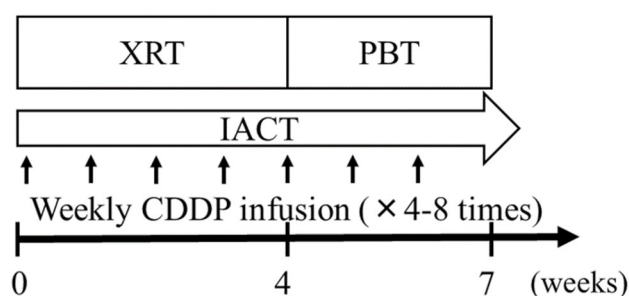 XRT PBT
IACT
Weekly CDDP infusion ( × 4-8 times)
0 4 7 (weeks)